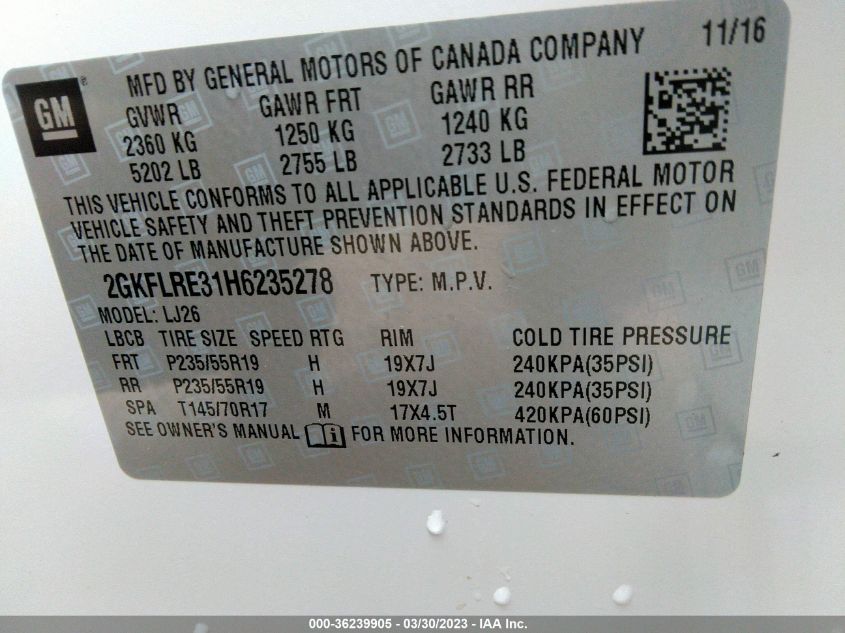 GM ®
MFD BY GENERAL MOTORS OF CANADA COMPANY 11/16
GVWR GAWR FRT GAWR RR
2360 KG 1250 KG 1240 KG
5202 LB 2755 LB 2733 LB
THIS VEHICLE CONFORMS TO ALL APPLICABLE U.S. FEDERAL MOTOR
VEHICLE SAFETY AND THEFT PREVENTION STANDARDS IN EFFECT ON
THE DATE OF MANUFACTURE SHOWN ABOVE.
2GKFLRE31H6235278 TYPE: M.P.V.
MODEL: LJ26
LBCB TIRE SIZE SPEED RTG RIM COLD TIRE PRESSURE
FRT P235/55R19 H 19X7J 240KPA(35PSI)
RR P235/55R19 H 19X7J 240KPA(35PSI)
SPA T145/70R17 M 17X4.5T 420KPA(60PSI)
SEE OWNER'S MANUAL FOR MORE INFORMATION.
000-36239905 - 03/30/2023 - IAA Inc.